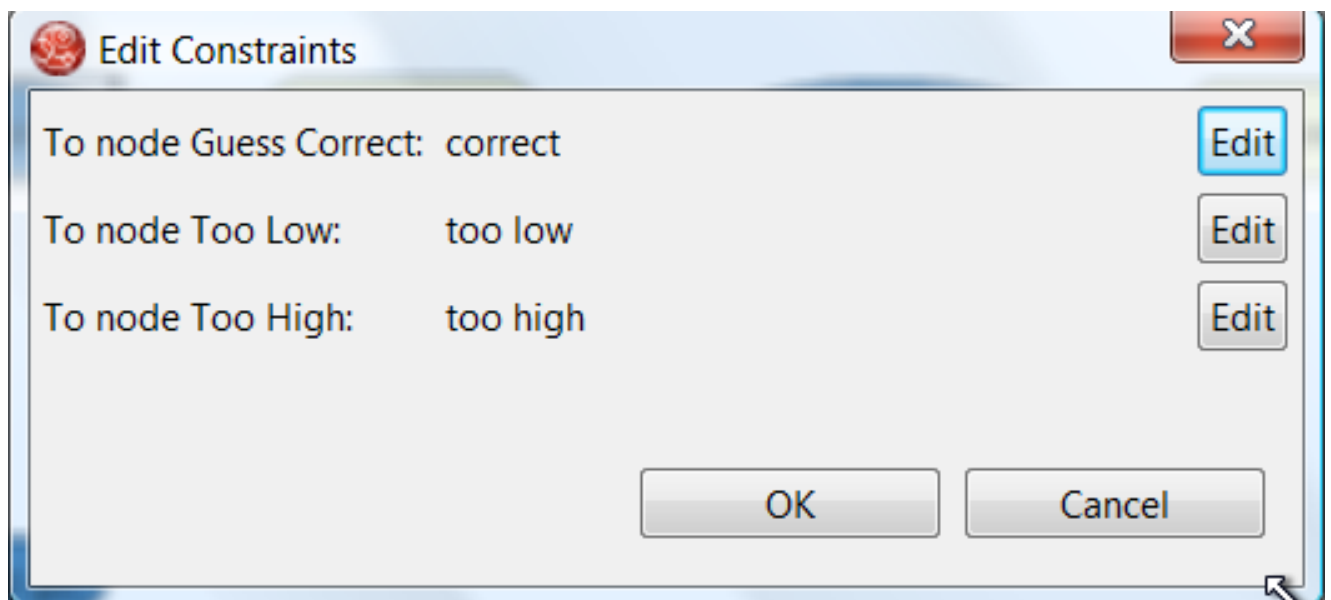 Edit Constraints
To node Guess Correct: correct Edit
To node Too Low: too low Edit
To node Too High: too high Edit
OK Cancel